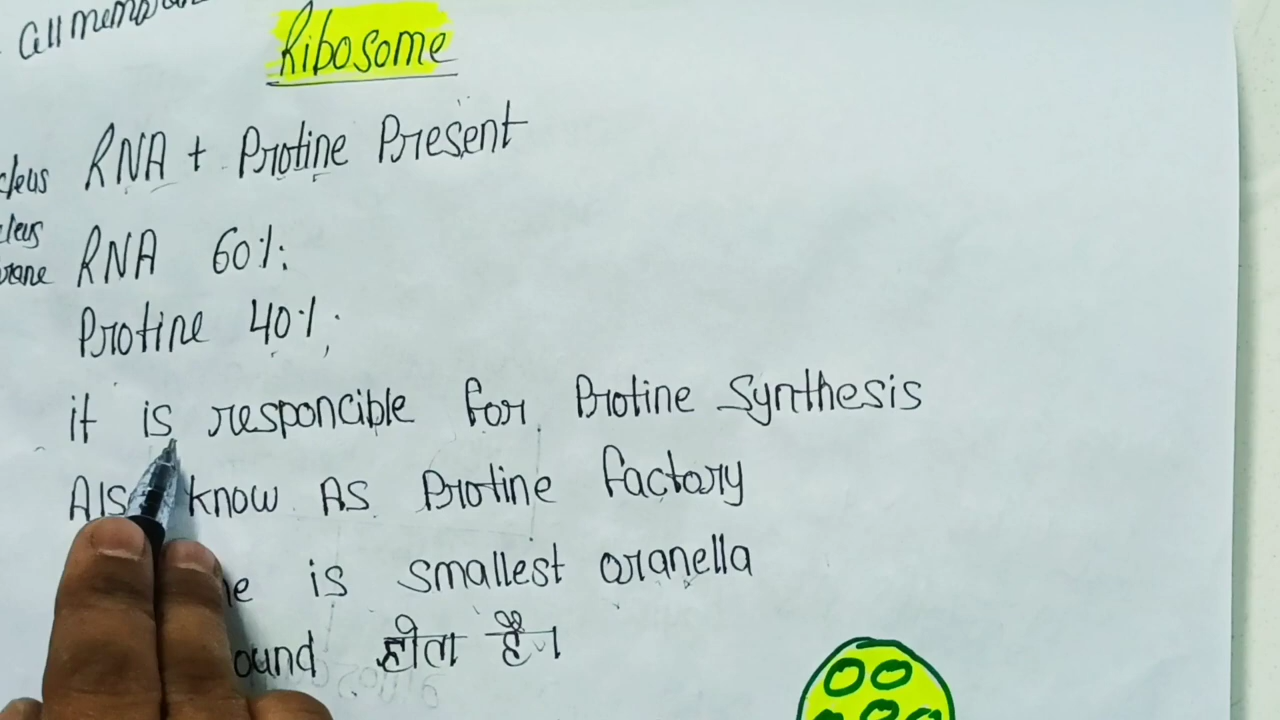 all
Ribosome
RNA + Protine Present
RNA 60%
Protine 40%
it is responcible for Protine Synthesis
know As Protine factory
is smallest oranella
होता है।